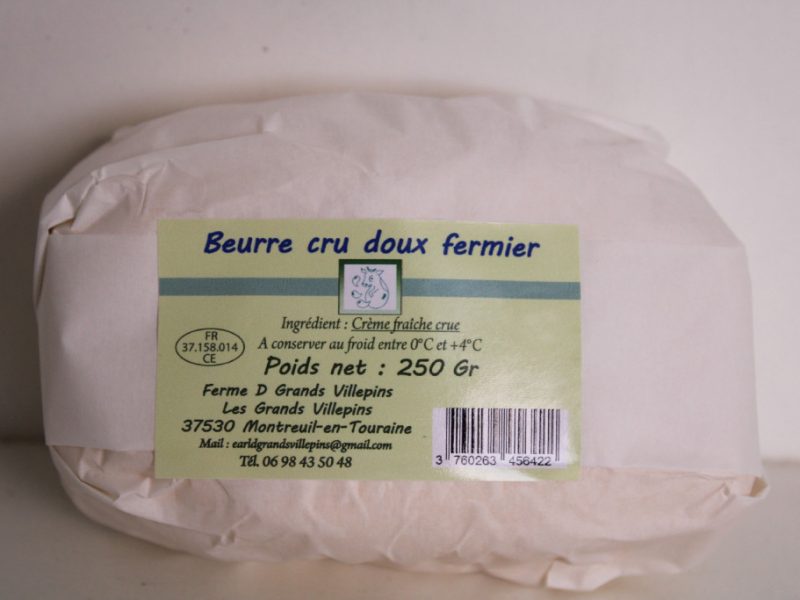 Beurre cru doux fermier
Ingrédient : Crème fraîche crue
A conserver au froid entre 0°C et +4°C
FR
37.158.014
CE
Poids net : 250 Gr
Ferme D Grands Villepins
Les Grands Villepins
37530 Montreuil-en-Touraine
Mail : earldgrandsvillepins@gmail.com
Tél. 06 98 43 50 48
3 760263 456422